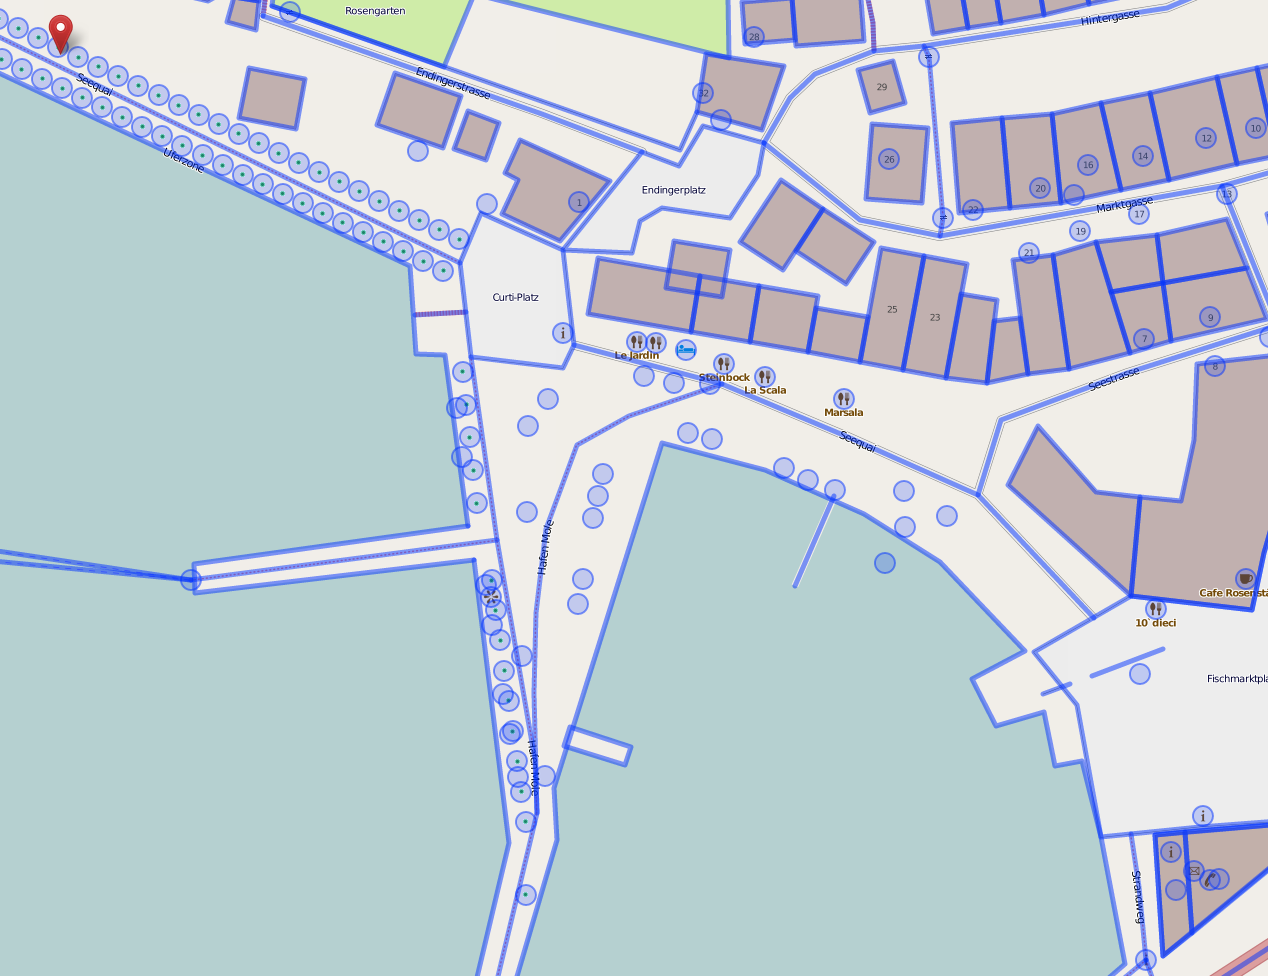 Rosengarten
Hintergasse
28
Seequai
Endingerstrasse
32
29
Uferzone
26
12
10
14
16
20
Endingerplatz
1
22
Marktgasse
13
17
19
21
Curti-Platz
25
23
9
7
Le Jardin
Steinbock
La Scala
Marsala
Seestrasse
8
Seequai
Hafen Mole
Cafe Rosenstä
10 dieci
Fischmarktpla
Hafen Mole
Strandweg